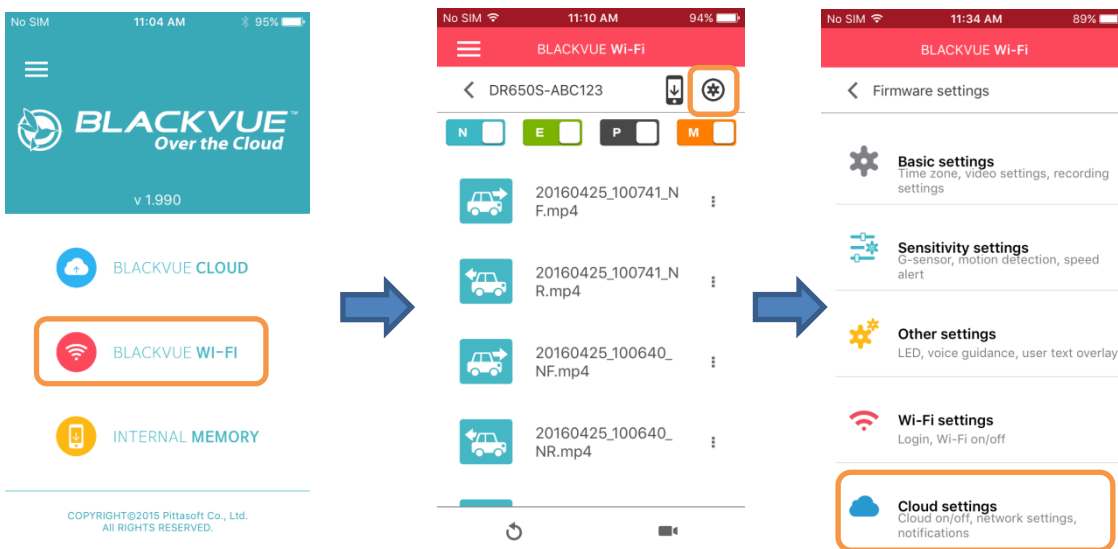 No SIM 11:04 AM 95%
BLACKVUE™
Over the Cloud
v 1.990
BLACKVUE CLOUD
BLACKVUE WI-FI
INTERNAL MEMORY
COPYRIGHT©2015 Pittasoft Co., Ltd.
All RIGHTS RESERVED.
No SIM 11:10 AM 94%
BLACKVUE Wi-Fi
DR650S-ABC123
N E P M
20160425_100741_N
F.mp4
20160425_100741_N
R.mp4
20160425_100640_
NF.mp4
20160425_100640_
NR.mp4
No SIM 11:34 AM 89%
BLACKVUE Wi-Fi
Firmware settings
Basic settings
Time zone, video settings, recording
settings
Sensitivity settings
G-sensor, motion detection, speed
alert
Other settings
LED, voice guidance, user text overlay
Wi-Fi settings
Login, Wi-Fi on/off
Cloud settings
Cloud on/off, network settings,
notifications